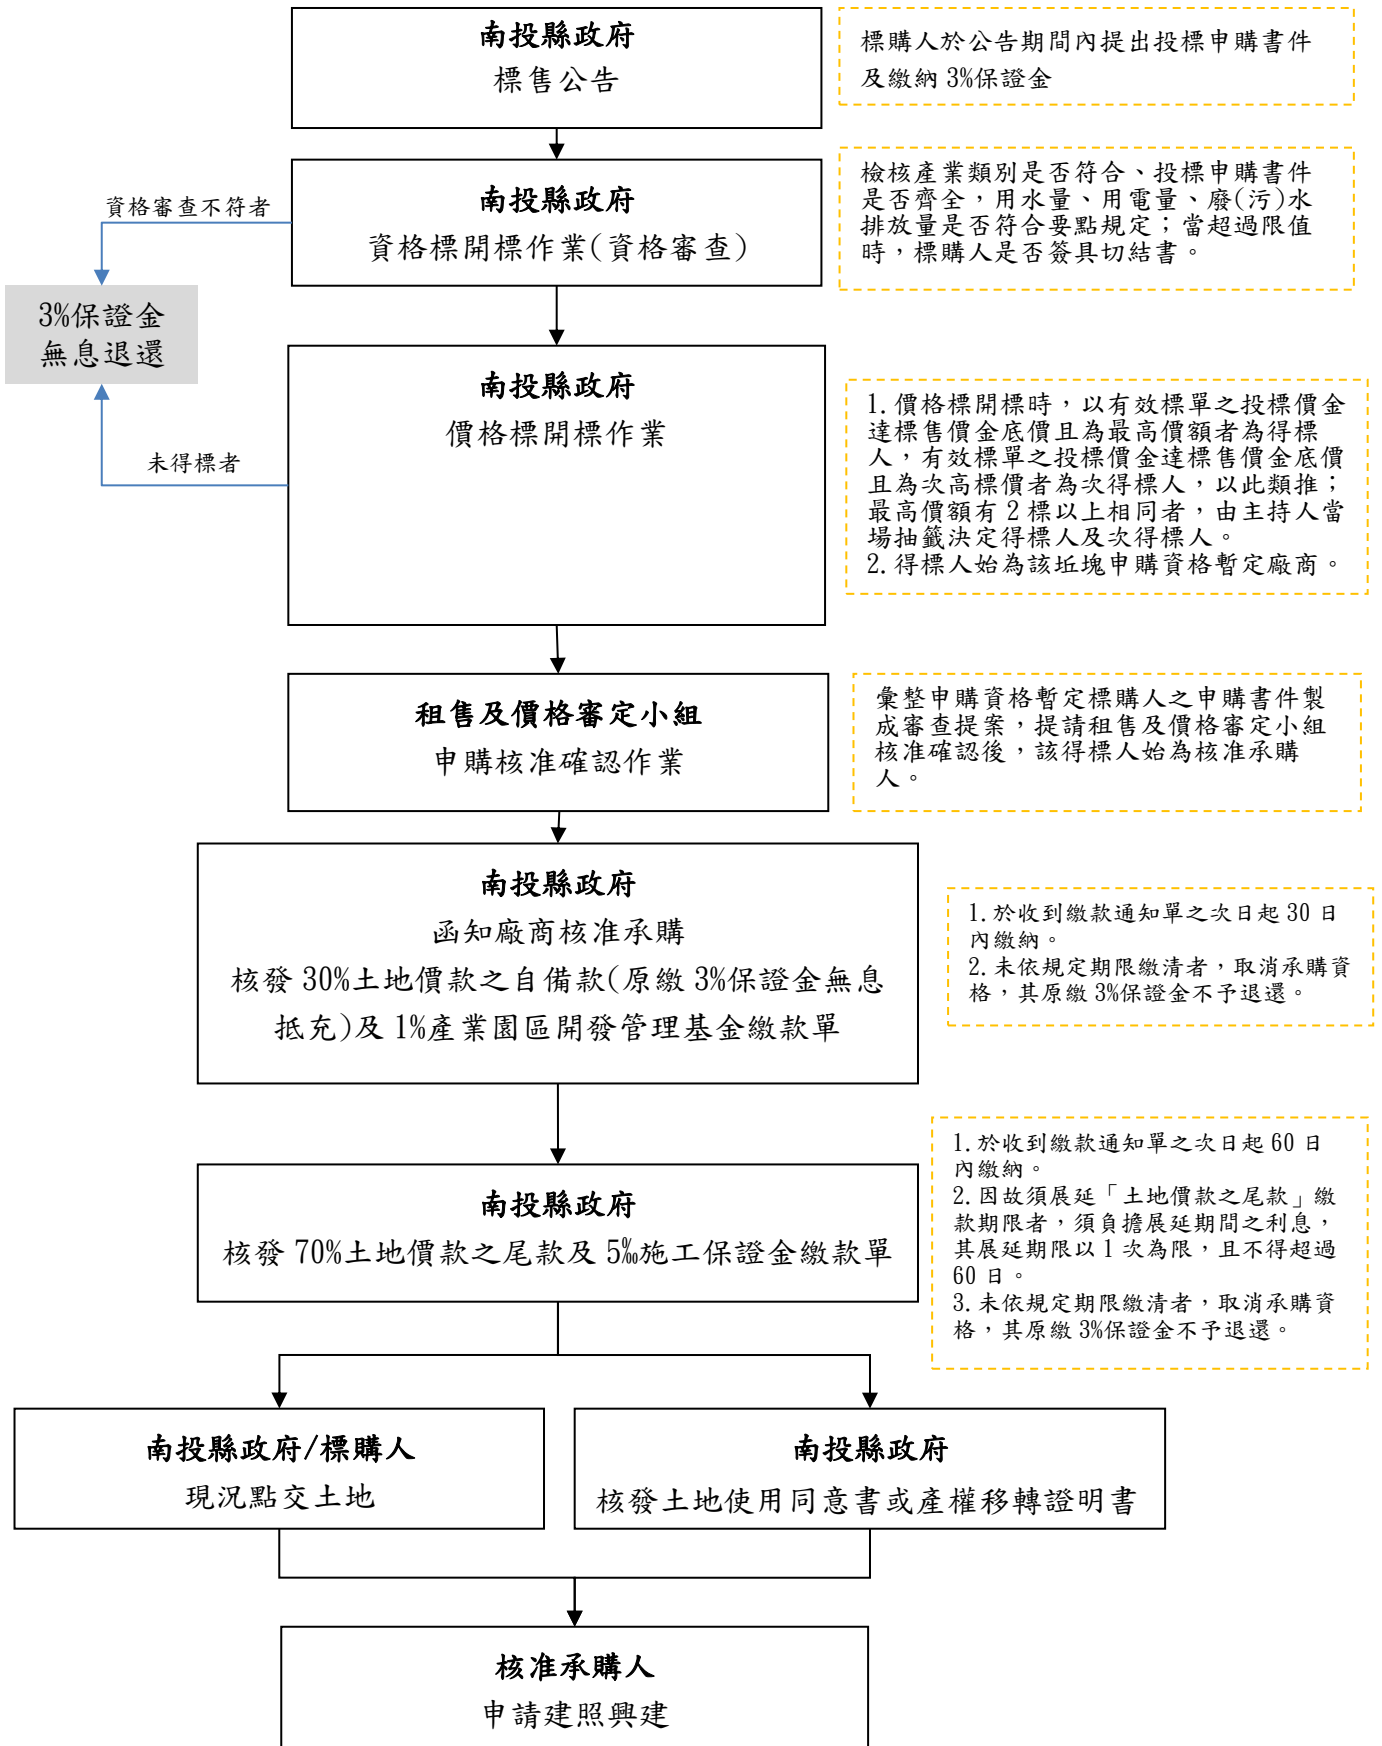 南投縣政府
標售公告
標購人於公告期間內提出投標申購書件
及繳納 3%保證金
南投縣政府
資格標開標作業(資格審查)
檢核產業類別是否符合、投標申購書件
是否齊全，用水量、用電量、廢(污)水
排放量是否符合要點規定；當超過限值
時，標購人是否簽具切結書。
資格審查不符者
3%保證金
無息退還
未得標者
南投縣政府
價格標開標作業
1.價格標開標時，以有效標單之投標價金
達標售價金底價且為最高價額者為得標
人，有效標單之投標價金達標售價金底價
且為次高標價者為次得標人，以此類推；
最高價額有 2 標以上相同者，由主持人當
場抽籤決定得標人及次得標人。
2.得標人始為該坵塊申購資格暫定廠商。
租售及價格審定小組
申購核准確認作業
彙整申購資格暫定標購人之申購書件製
成審查提案，提請租售及價格審定小組
核准確認後，該得標人始為核准承購
人。
南投縣政府
函知廠商核准承購
核發 30%土地價款之自備款(原繳 3%保證金無息
抵充)及 1%產業園區開發管理基金繳款單
1.於收到繳款通知單之次日起 30 日
內繳納。
2.未依規定期限繳清者，取消承購資
格，其原繳 3%保證金不予退還。
南投縣政府
核發 70%土地價款之尾款及 5‰施工保證金繳款單
1.於收到繳款通知單之次日起 60 日
內繳納。
2.因故須展延「土地價款之尾款」繳
款期限者，須負擔展延期間之利息，
其展延期限以 1 次為限，且不得超過
60 日。
3.未依規定期限繳清者，取消承購資
格，其原繳 3%保證金不予退還。
南投縣政府/標購人
現況點交土地
南投縣政府
核發土地使用同意書或產權移轉證明書
核准承購人
申請建照興建